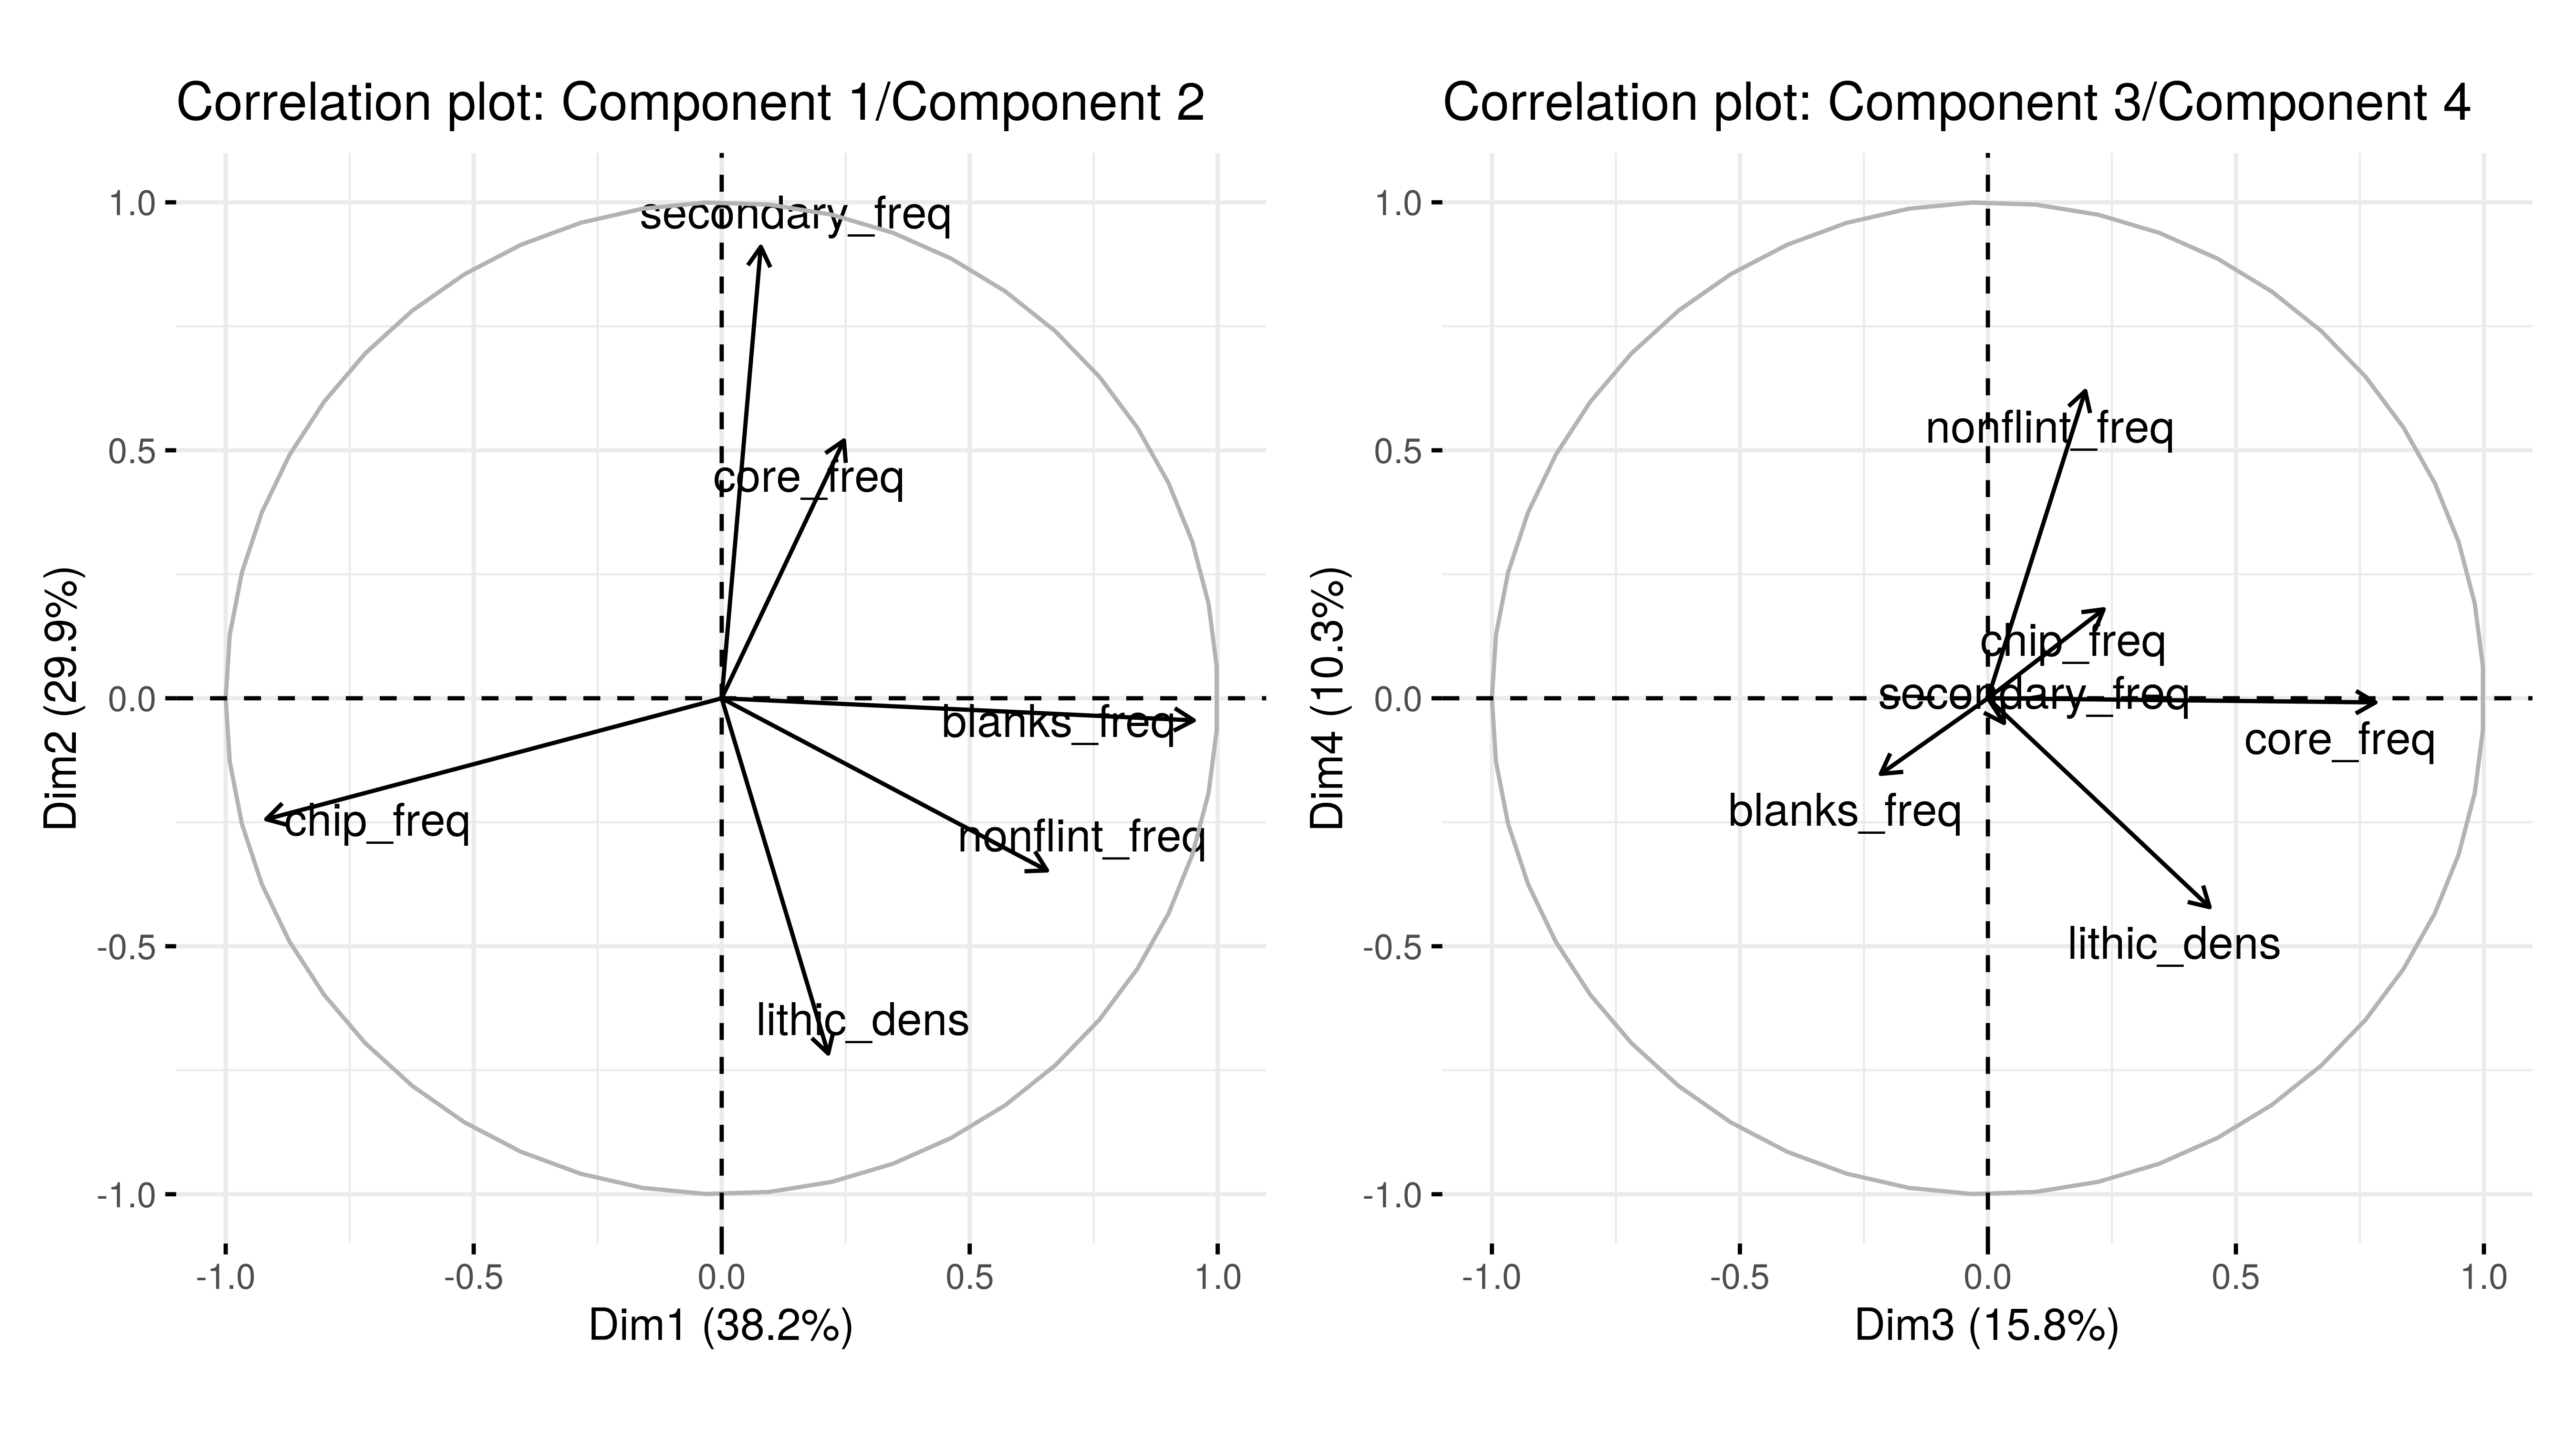 Correlation plot: Component 1/Component 2
1.0
0.5
0.0
-0.5
-1.0
Dim2 (29.9%)
secondary_freq
core_freq
blanks_freq
chip_freq
nonflint_freq
lithic_dens
-1.0 -0.5 0.0 0.5 1.0
Dim1 (38.2%)
Correlation plot: Component 3/Component 4
1.0
0.5
0.0
-0.5
-1.0
Dim4 (10.3%)
nonflint_freq
chip_freq
secondary_freq
core_freq
blanks_freq
lithic_dens
-1.0 -0.5 0.0 0.5 1.0
Dim3 (15.8%)